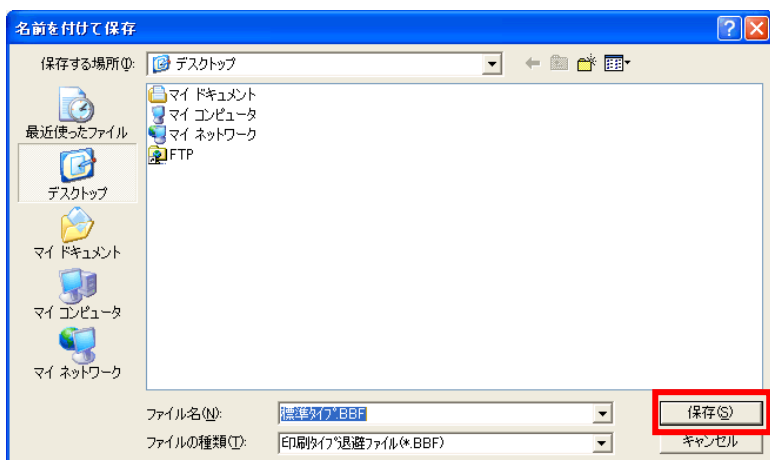 名前を付けて保存
保存する場所(I):
デスクトップ
マイ ドキュメント
マイ コンピュータ
マイ ネットワーク
FTP
最近使ったファイル
デスクトップ
マイ ドキュメント
マイ コンピュータ
マイ ネットワーク
ファイル名(N):
標準ﾀｲﾌﾟ.BBF
保存(S)
ファイルの種類(T):
印刷ﾀｲﾌﾟ退避ﾌｧｲﾙ(*.BBF)
キャンセル